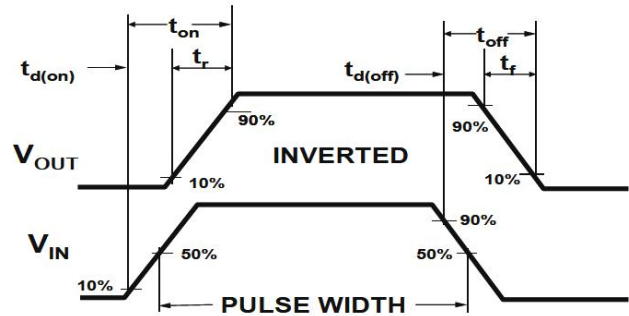 ton
toff
tr
tf
td(on)
td(off)
90%
90%
VOUT
INVERTED
10%
10%
90%
VIN
50%
50%
10%
PULSE WIDTH